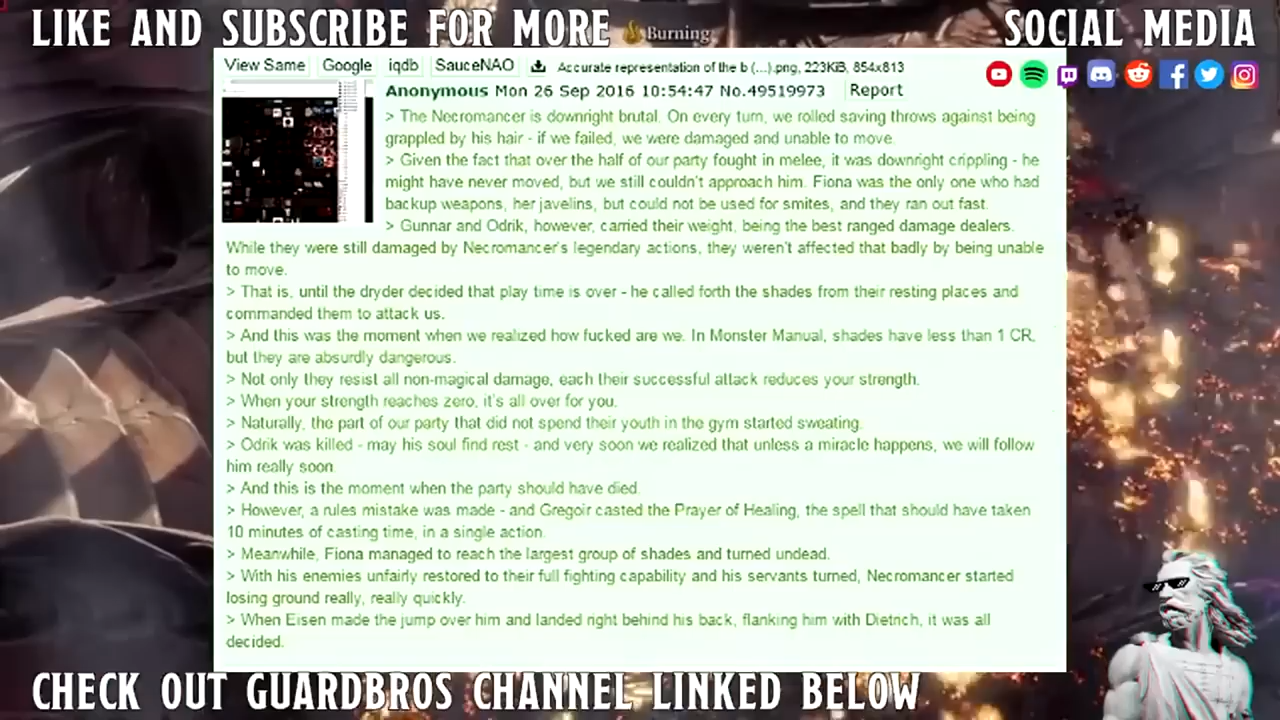 LIKE AND SUBSCRIBE FOR MORE
Burning
SOCIAL MEDIA
View Same Google iqdb SauceNAO Accurate representation of the b (...).png, 223KiB, 854x813
Anonymous Mon 26 Sep 2016 10:54:47 No.49519973 Report
> The Necromancer is downright brutal. On every turn, we rolled saving throws against being
grappled by his hair - if we failed, we were damaged and unable to move.
> Given the fact that over the half of our party fought in melee, it was downright crippling - he
might have never moved, but we still couldn't approach him. Fiona was the only one who had
backup weapons, her javelins, but could not be used for smites, and they ran out fast.
> Gunnar and Odrik, however, carried their weight, being the best ranged damage dealers.
While they were still damaged by Necromancer's legendary actions, they weren't affected that badly by being unable
to move.
> That is, until the dryder decided that play time is over - he called forth the shades from their resting places and
commanded them to attack us.
> And this was the moment when we realized how fucked are we. In Monster Manual, shades have less than 1 CR,
but they are absurdly dangerous.
> Not only they resist all non-magical damage, each their successful attack reduces your strength.
> When your strength reaches zero, it's all over for you.
> Naturally, the part of our party that did not spend their youth in the gym started sweating.
> Odrik was killed - may his soul find rest - and very soon we realized that unless a miracle happens, we will follow
him really soon.
> And this is the moment when the party should have died.
> However, a rules mistake was made - and Gregoir casted the Prayer of Healing, the spell that should have taken
10 minutes of casting time, in a single action.
> Meanwhile, Fiona managed to reach the largest group of shades and turned undead.
> With his enemies unfairly restored to their full fighting capability and his servants turned, Necromancer started
losing ground really, really quickly.
> When Eisen made the jump over him and landed right behind his back, flanking him with Dietrich, it was all
decided.
CHECK OUT GUARDBROS CHANNEL LINKED BELOW